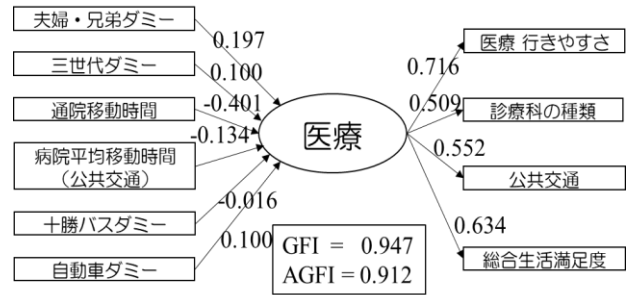 夫婦・兄弟ダミー
三世代ダミー
通院移動時間
病院平均移動時間
（公共交通）
十勝バスダミー
自動車ダミー
0.197
0.100
-0.401
-0.134
-0.016
0.100
医療
GFI = 0.947
AGFI = 0.912
0.716
0.509
0.552
0.634
医療 行きやすさ
診療科の種類
公共交通
総合生活満足度